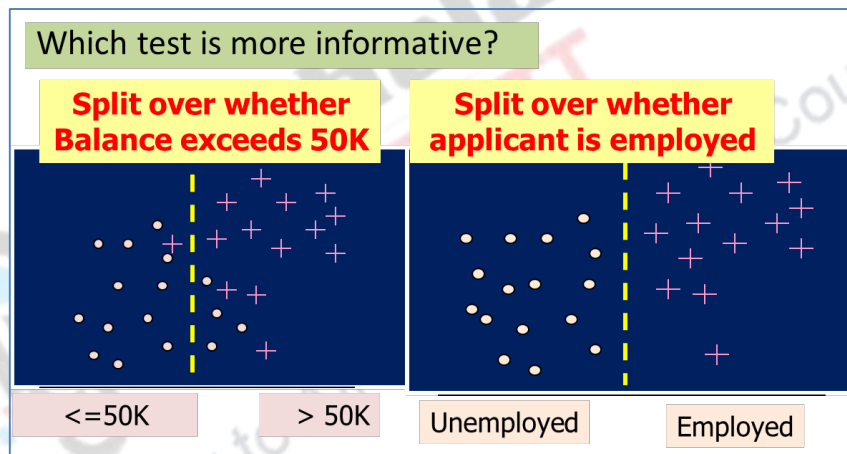 Which test is more informative?
Split over whether
Balance exceeds 50K
Split over whether
applicant is employed
<=50K
> 50K
Unemployed
Employed